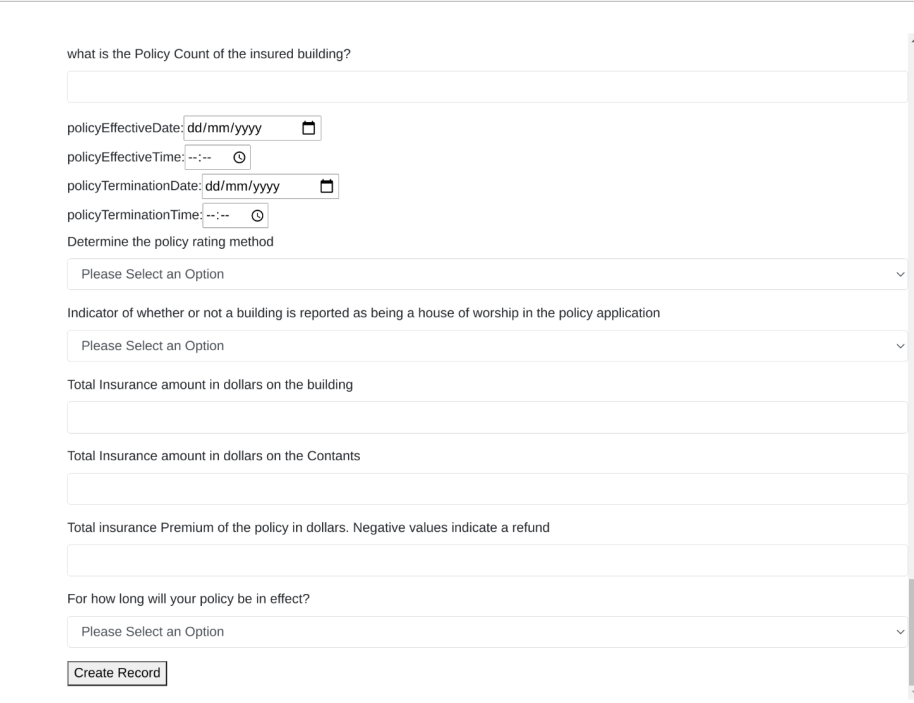 what is the Policy Count of the insured building?
policyEffectiveDate: dd/mm/yyyy
policyEffectiveTime: --:--
policyTerminationDate: dd/mm/yyyy
policyTerminationTime: --:--
Determine the policy rating method
Please Select an Option
Indicator of whether or not a building is reported as being a house of worship in the policy application
Please Select an Option
Total Insurance amount in dollars on the building
Total Insurance amount in dollars on the Contants
Total insurance Premium of the policy in dollars. Negative values indicate a refund
For how long will your policy be in effect?
Please Select an Option
Create Record